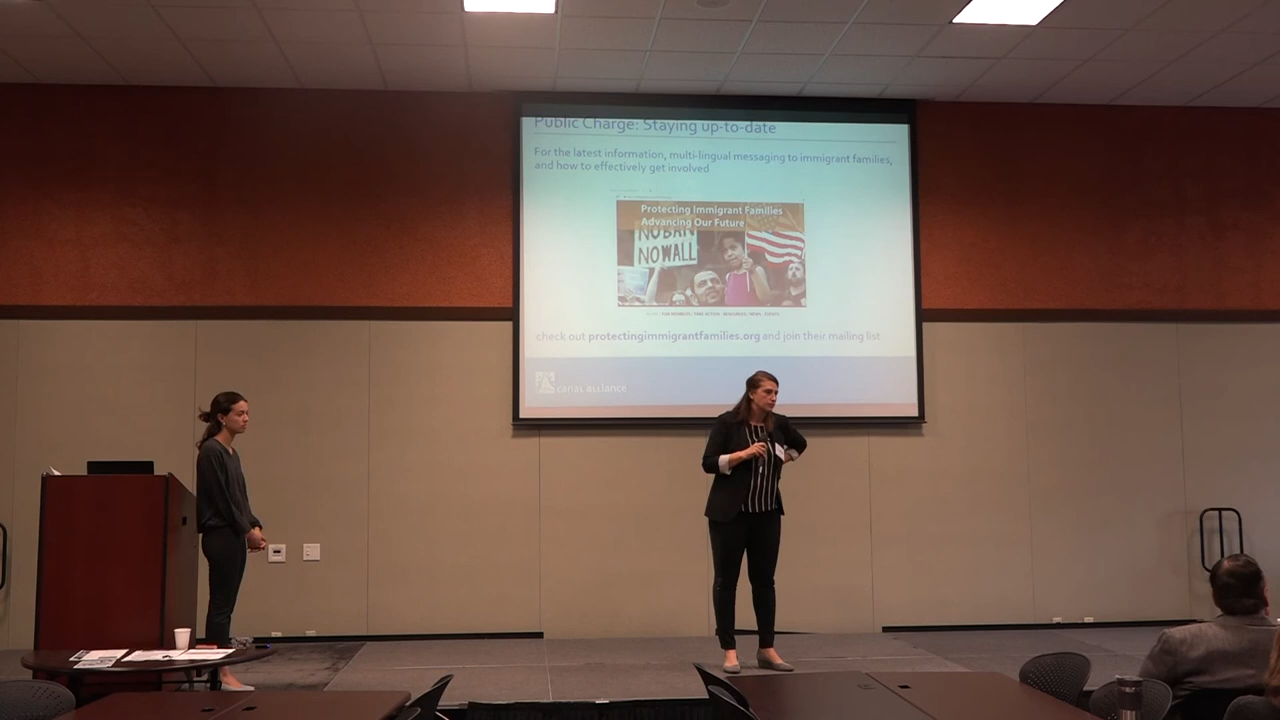 Public Charge: Staying up-to-date
For the latest information, multi-lingual messaging to immigrant families,
and how to effectively get involved
Protecting Immigrant Families
Advancing Our Future
NO BAN
NO WALL
check out protectingimmigrantfamilies.org and join their mailing list
canal alliance